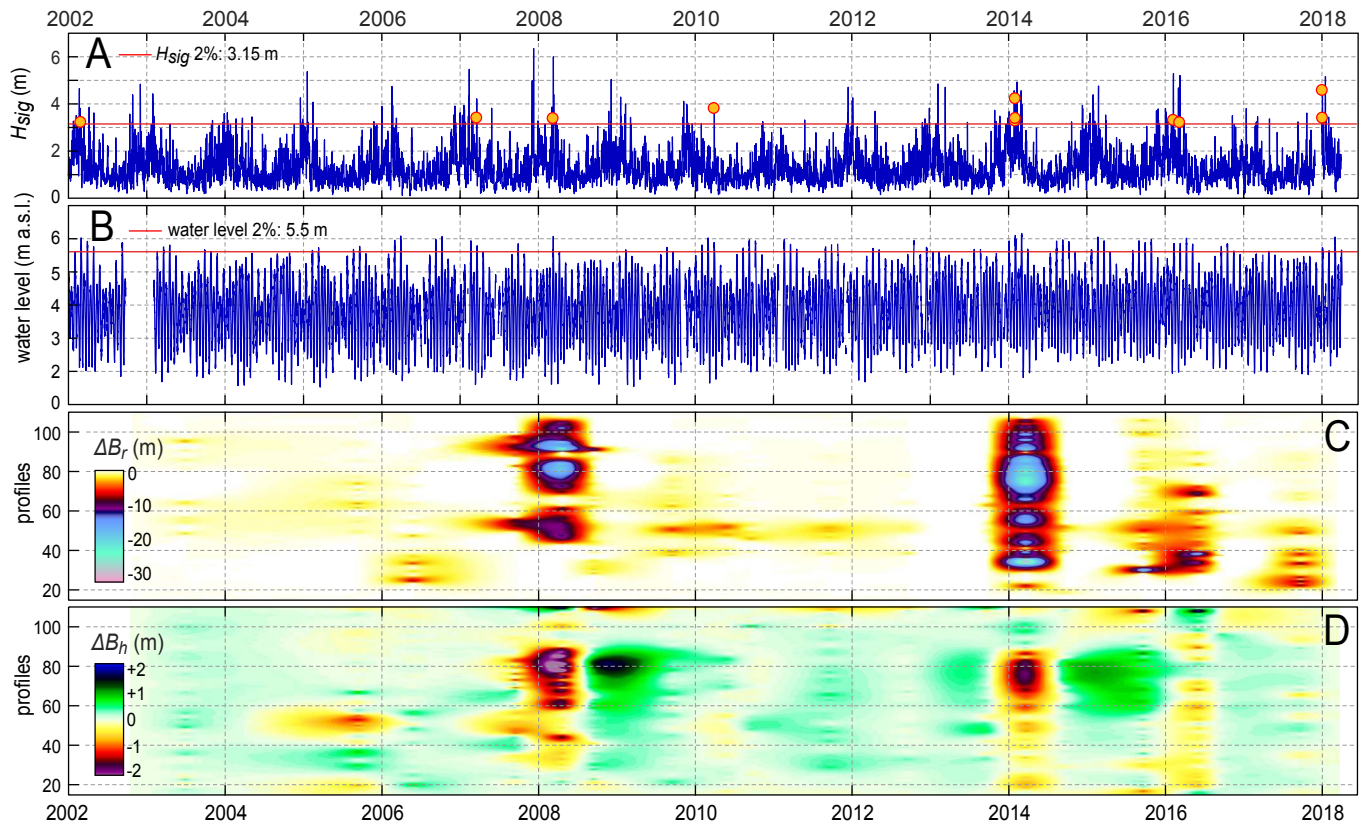 2002 2004 2006 2008 2010 2012 2014 2016 2018
A
Hsig 2%: 3.15 m
Hsig (m)
6
4
2
0
B
water level 2%: 5.5 m
water level (m a.s.l.)
6
5
4
3
2
0
C
ΔBr (m)
0
-10
-20
-30
profiles
100
80
60
40
20
D
ΔBh (m)
+2
+1
0
-1
-2
profiles
100
80
60
40
20
2002 2004 2006 2008 2010 2012 2014 2016 2018